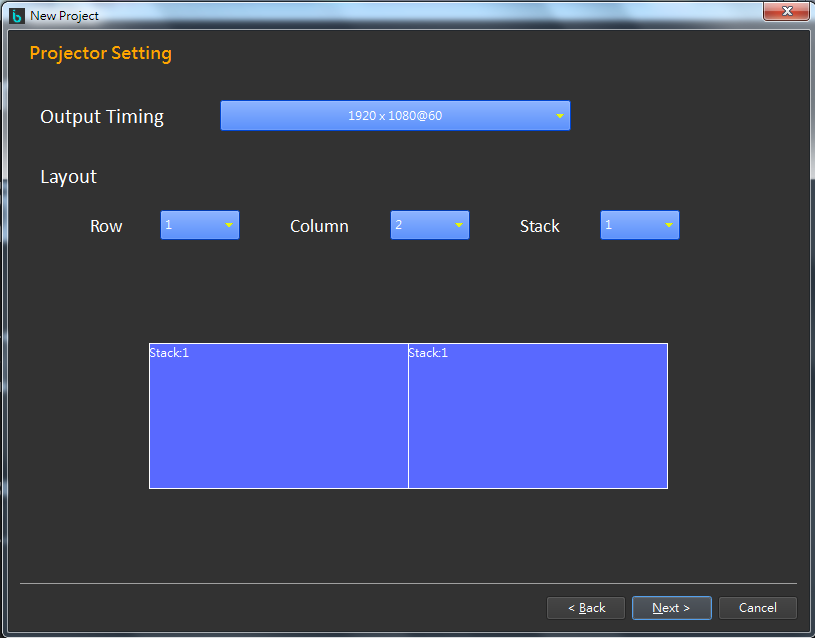 New Project
Projector Setting
Output Timing 1920 x 1080@60
Layout
Row 1 Column 2 Stack 1
Stack:1 Stack:1
< Back Next > Cancel